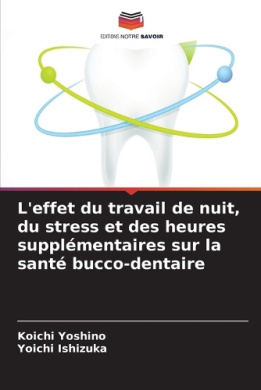 EDITIONS NOTRE SAVOIR
L'effet du travail de nuit,
du stress et des heures
supplémentaires sur la
santé bucco-dentaire
Koichi Yoshino
Yoichi Ishizuka